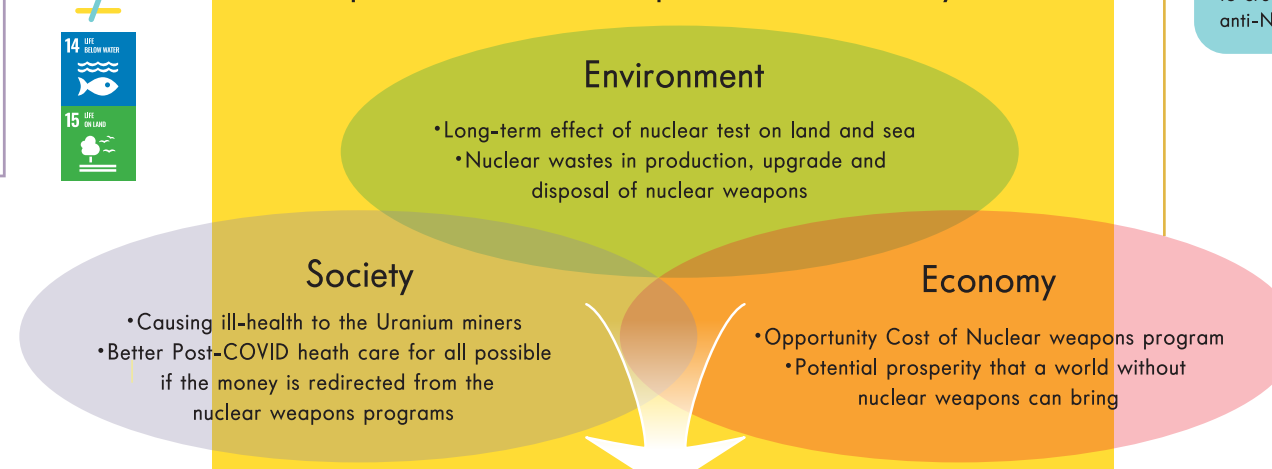 to
anti-N
14 LIFE
BELOW WATER
15 LIFE
ON LAND
Environment
•Long-term effect of nuclear test on land and sea
•Nuclear wastes in production, upgrade and
disposal of nuclear weapons
Society
•Causing ill-health to the Uranium miners
•Better Post-COVID heath care for all possible
if the money is redirected from the
nuclear weapons programs
Economy
•Opportunity Cost of Nuclear weapons program
•Potential prosperity that a world without
nuclear weapons can bring